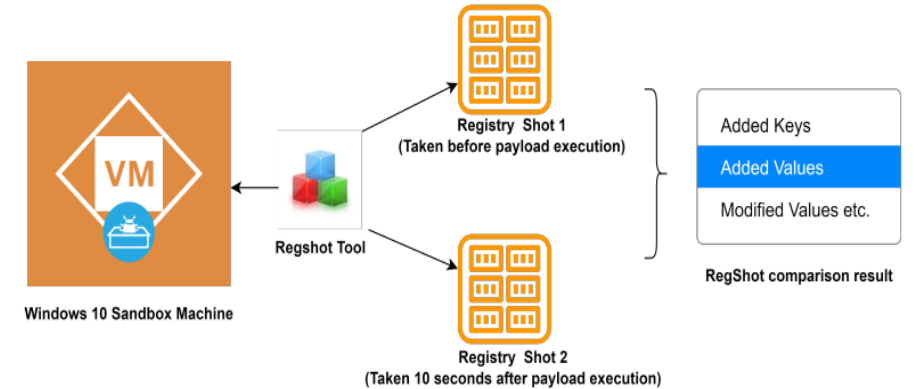 VM
Windows 10 Sandbox Machine
Regshot Tool
Registry Shot 1
(Taken before payload execution)
Registry Shot 2
(Taken 10 seconds after payload execution)
Added Keys
Added Values
Modified Values etc.
RegShot comparison result